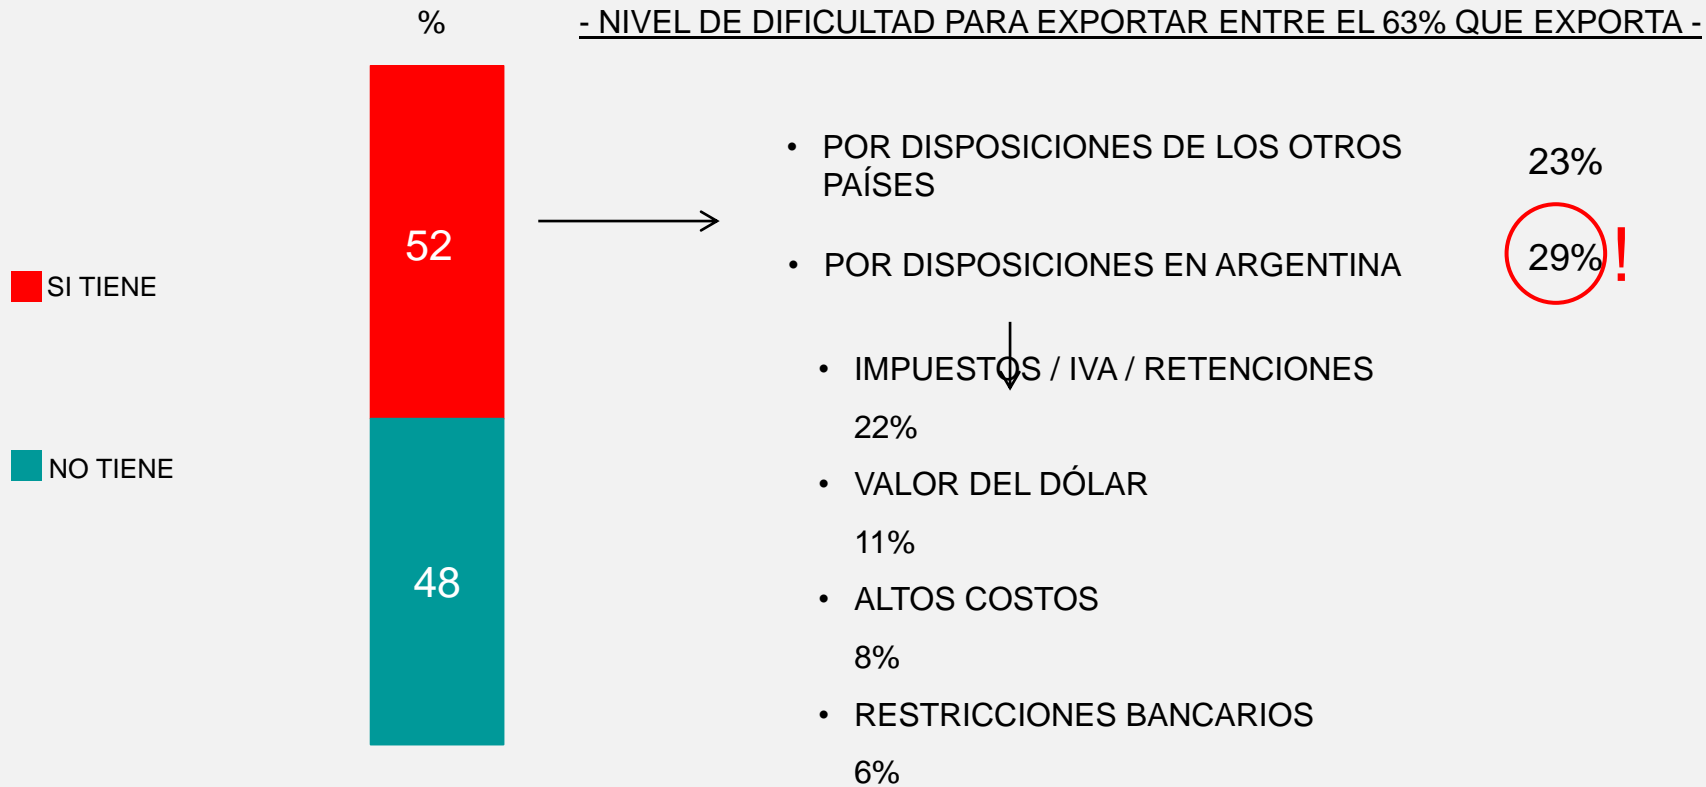 %
- NIVEL DE DIFICULTAD PARA EXPORTAR ENTRE EL 63% QUE EXPORTA -
52
48
SI TIENE
NO TIENE
• POR DISPOSICIONES DE LOS OTROS
PAÍSES
23%
• POR DISPOSICIONES EN ARGENTINA
29%!
• IMPUESTOS / IVA / RETENCIONES
22%
• VALOR DEL DÓLAR
11%
• ALTOS COSTOS
8%
• RESTRICCIONES BANCARIOS
6%